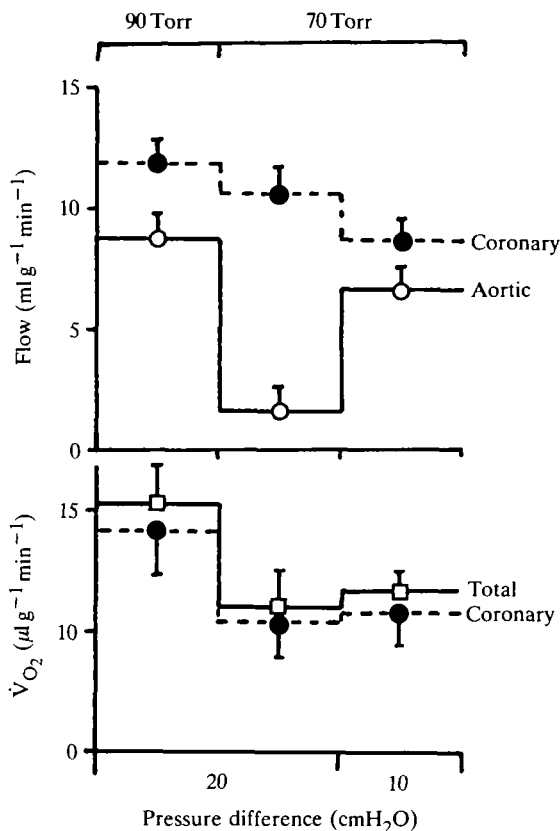 90 Torr 70 Torr
15
10
5
0
Flow (ml g⁻¹ min⁻¹)
Coronary
Aortic
15
10
0
V̇O₂ (μl g⁻¹ min⁻¹)
Total
Coronary
20 10
Pressure difference (cmH₂O)